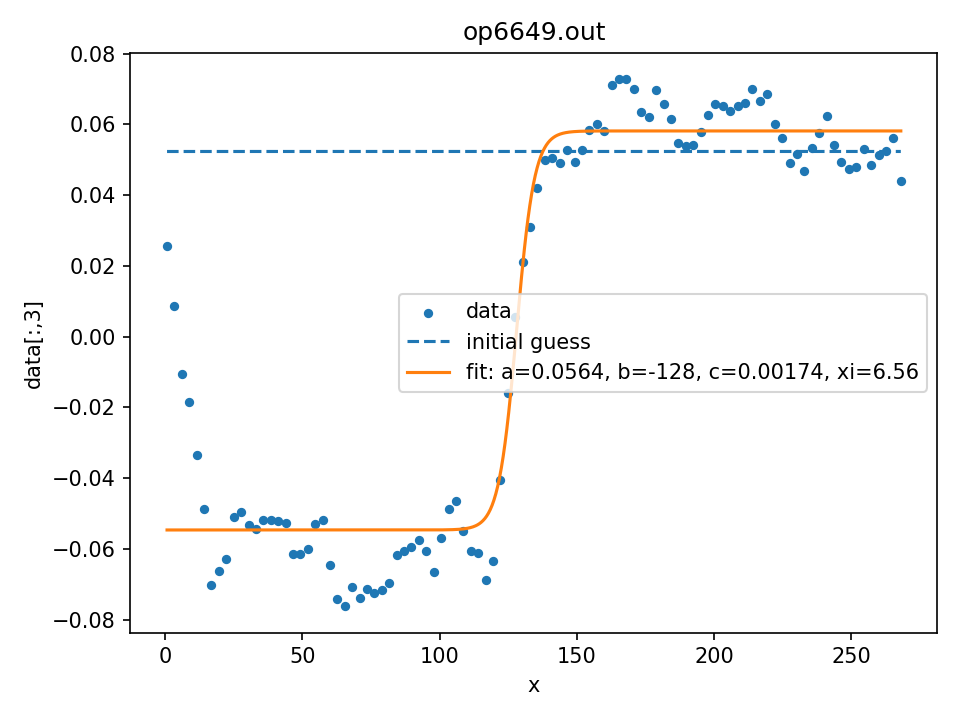 op6649.out
0.08
0.06
0.04
0.02
0.00
−0.02
−0.04
−0.06
−0.08
data[:,3]
data
initial guess
fit: a=0.0564, b=-128, c=0.00174, xi=6.56
0 50 100 150 200 250
x